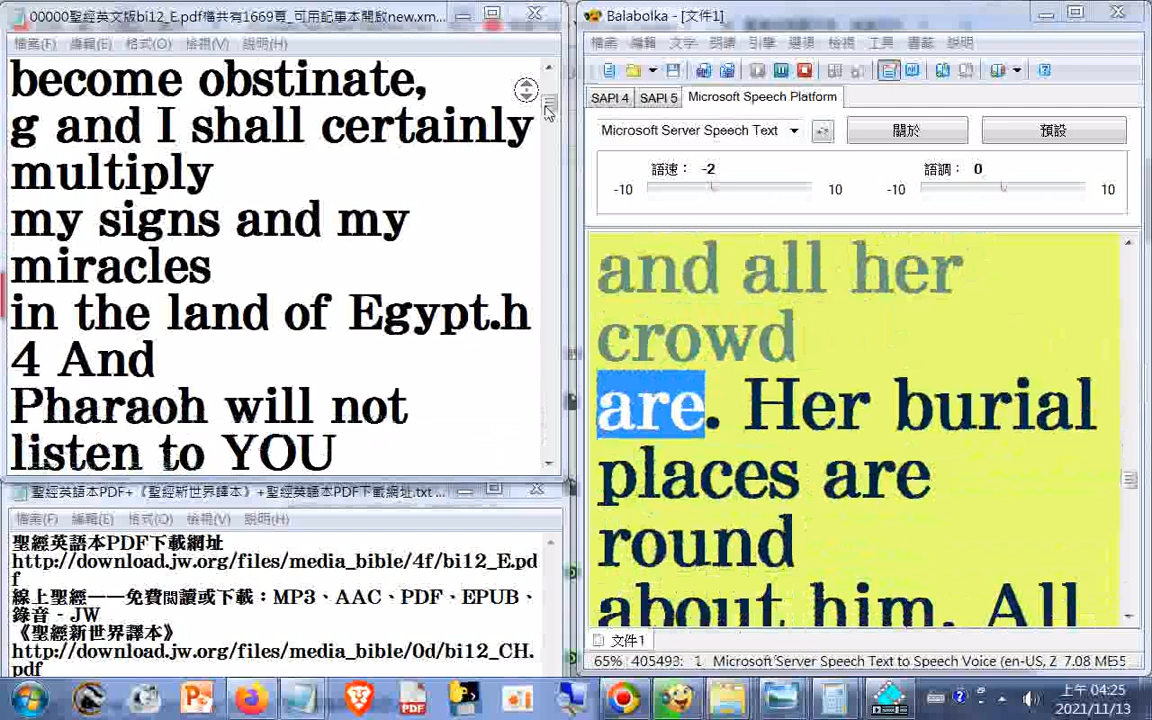 00000聖經英文版bi12_E.pdf檔共有1669頁_可用記事本開啟new.xm...
檔案(F) 編輯(E) 格式(O) 檢視(V) 說明(H)
become obstinate,
g and I shall certainly
multiply
my signs and my
miracles
in the land of Egypt.h
4 And
Pharaoh will not
listen to YOU
聖經英語本PDF+《聖經新世界譯本》+聖經英語本PDF下載網址.txt ...
檔案(F) 編輯(E) 格式(O) 檢視(V) 說明(H)
聖經英語本PDF下載網址
http://download.jw.org/files/media_bible/4f/bi12_E.pd
f
線上聖經——免費閱讀或下載：MP3、AAC、PDF、EPUB、
錄音 - JW
《聖經新世界譯本》
http://download.jw.org/files/media_bible/0d/bi12_CH.
pdf
Balabolka - [文件1]
檔案 編輯 文字 朗讀 引擎 選項 檢視 工具 書籤 說明
SAPI 4 SAPI 5 Microsoft Speech Platform
Microsoft Server Speech Text 關於 預設
語速： -2 語調： 0
-10 10 -10 10
and all her
crowd
are. Her burial
places are
round
about him. All
文件1
65% 405493: 1 Microsoft Server Speech Text to Speech Voice (en-US, Z 7.08 MB
上午 04:25
2021/11/13